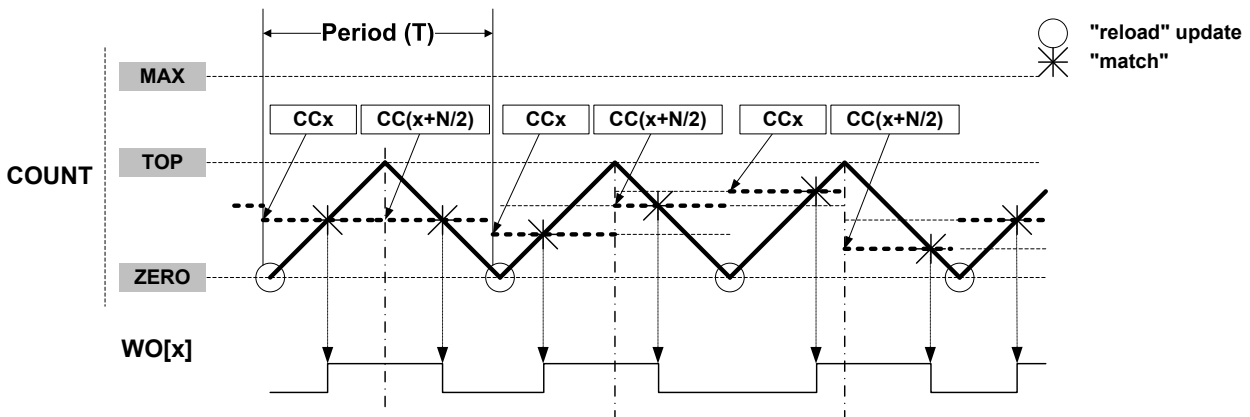 Period (T)
"reload" update
"match"
MAX
CCx
CC(x+N/2)
CCx
CC(x+N/2)
CCx
CC(x+N/2)
COUNT
TOP
ZERO
WO[x]